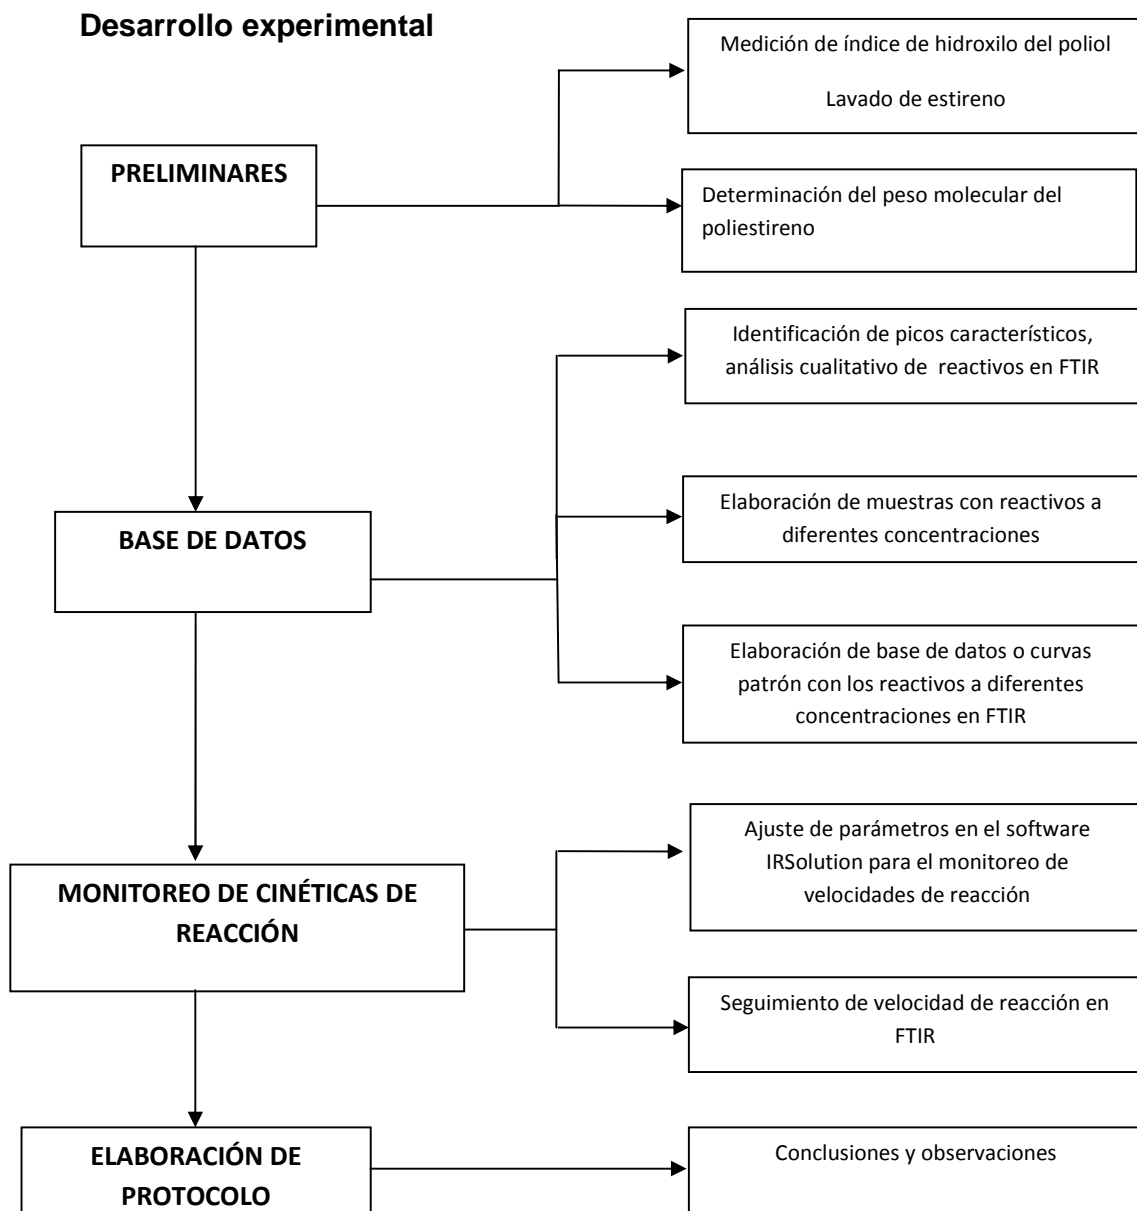 Desarrollo experimental
Medición de índice de hidroxilo del poliol
Lavado de estireno
PRELIMINARES
Determinación del peso molecular del
poliestireno
Identificación de picos característicos,
análisis cualitativo de reactivos en FTIR
Elaboración de muestras con reactivos a
diferentes concentraciones
BASE DE DATOS
Elaboración de base de datos o curvas
patrón con los reactivos a diferentes
concentraciones en FTIR
Ajuste de parámetros en el software
IRSolution para el monitoreo de
velocidades de reacción
MONITOREO DE CINÉTICAS DE
REACCIÓN
Seguimiento de velocidad de reacción en
FTIR
ELABORACIÓN DE
PROTOCOLO
Conclusiones y observaciones